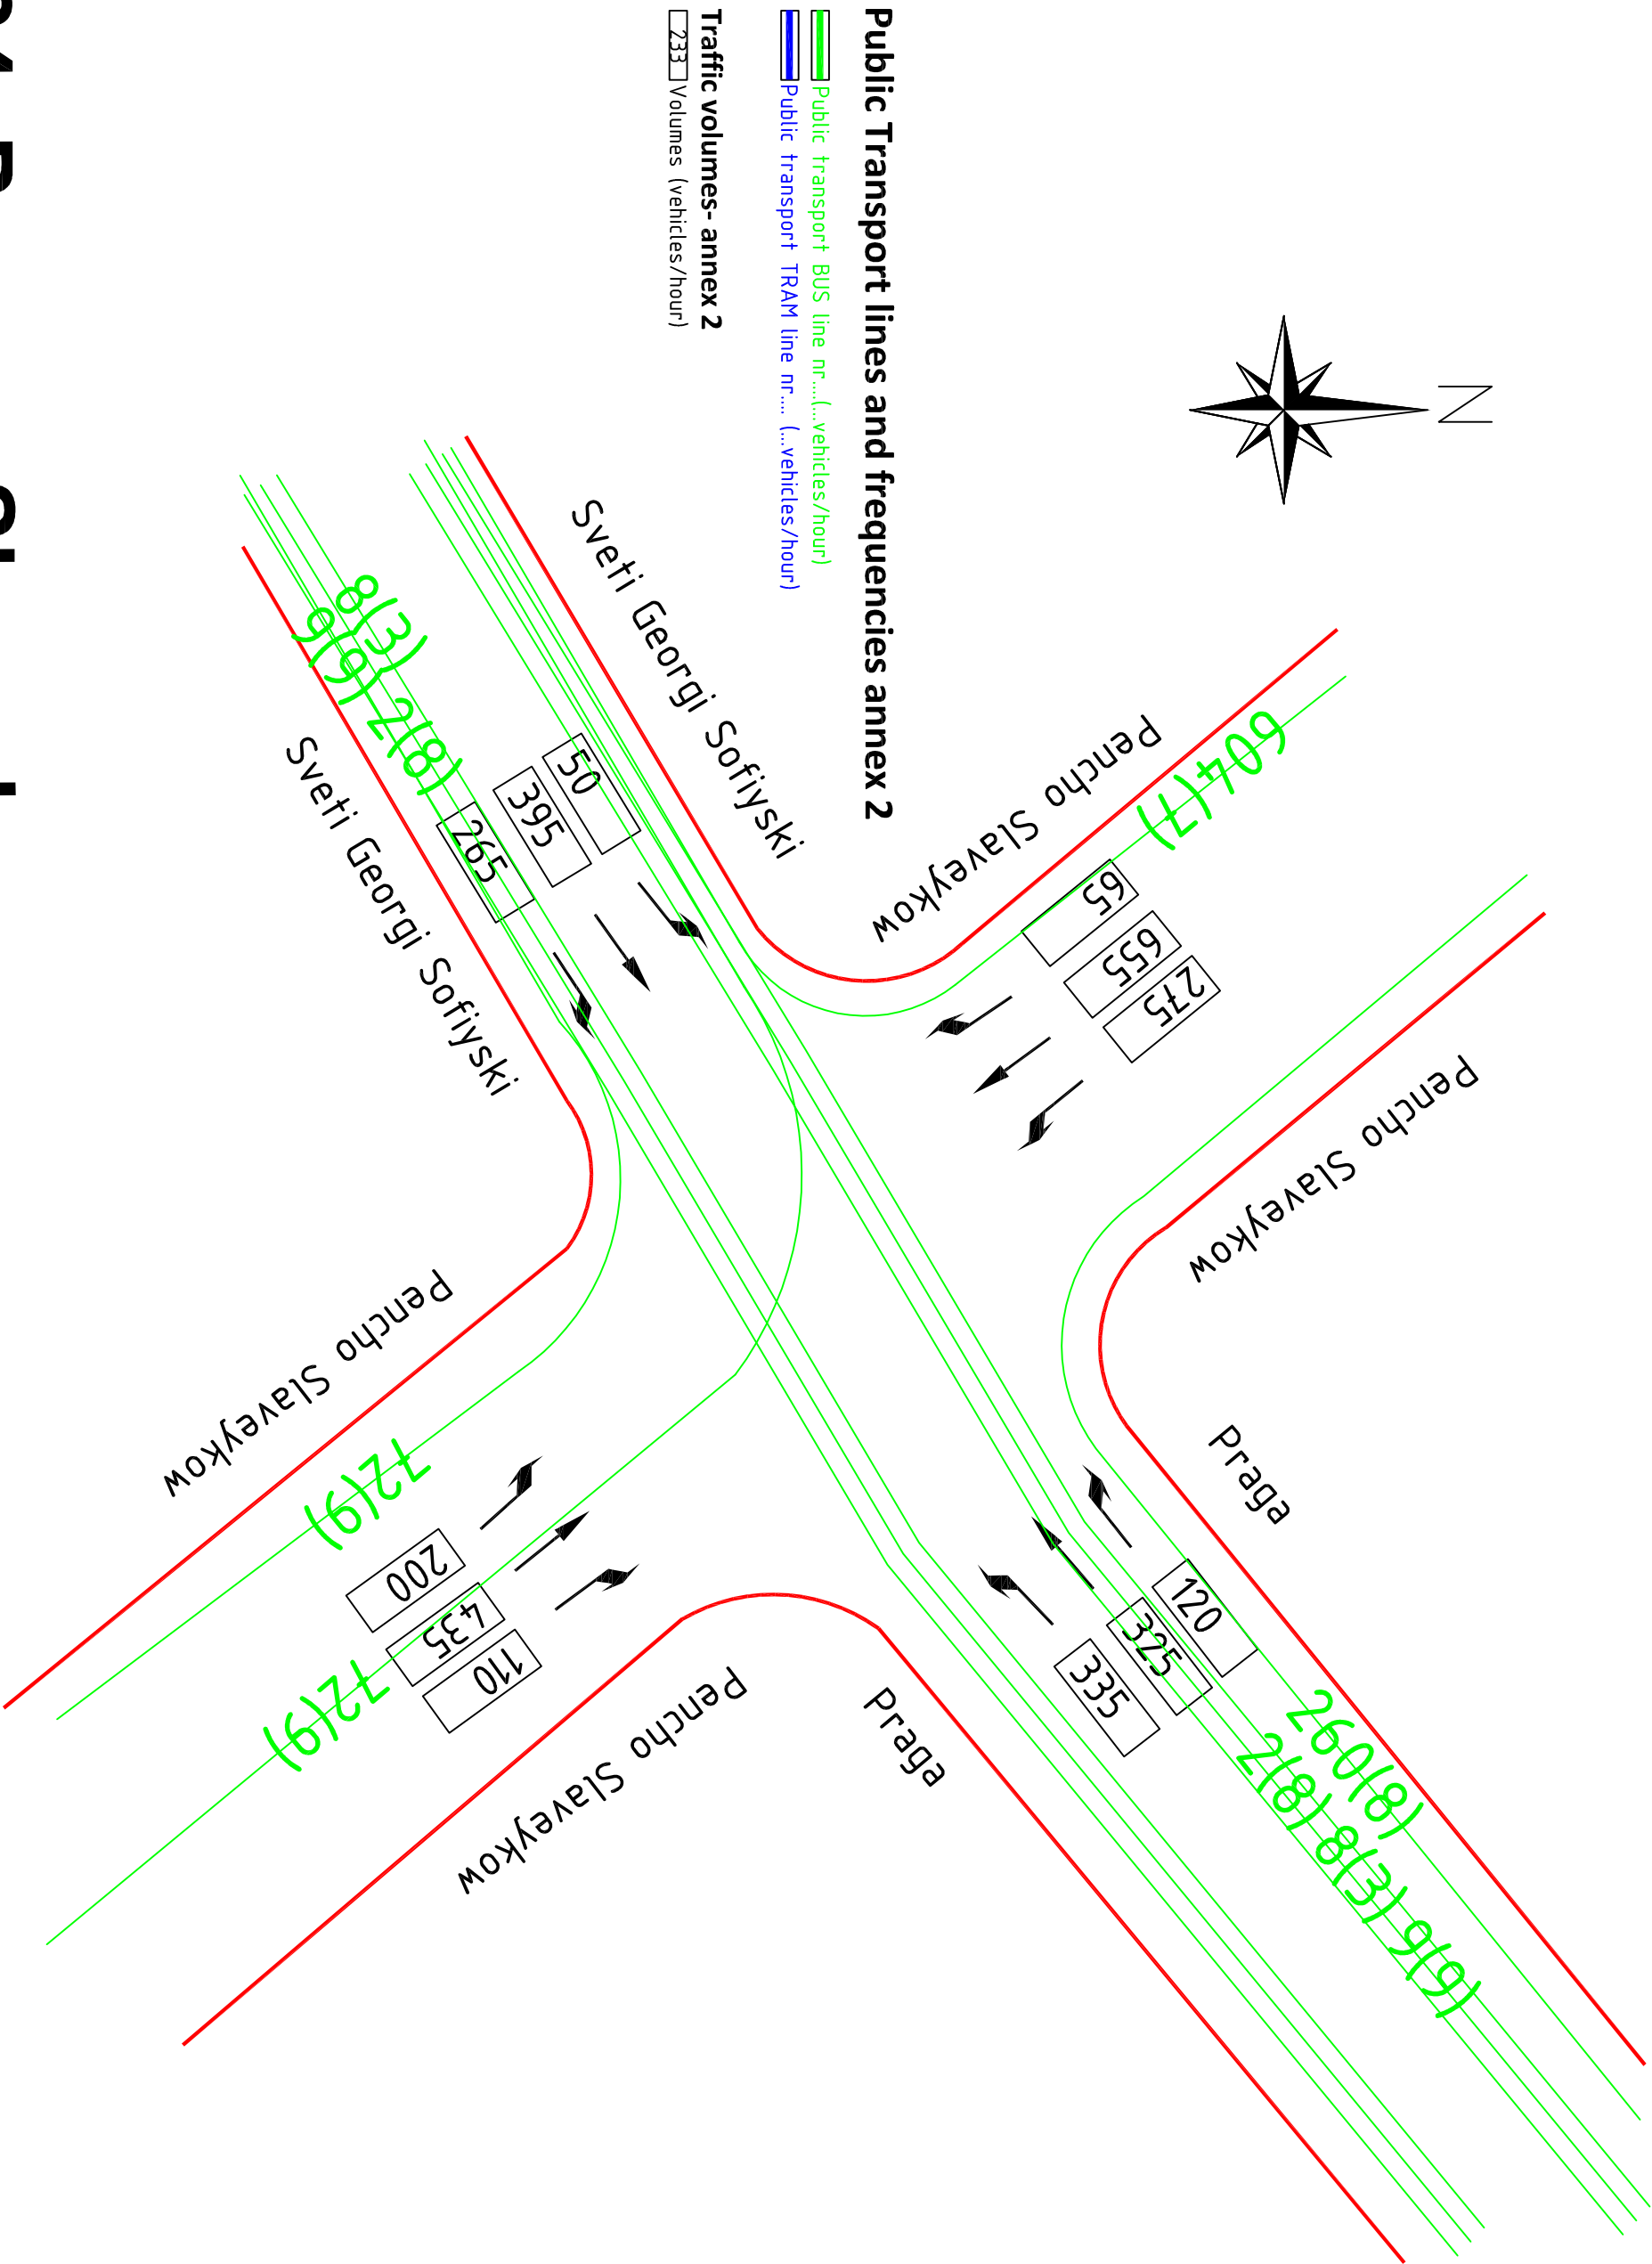 Public Transport lines and frequencies annex 2
Public transport BUS line nr....(...vehicles/hour)
Public transport TRAM line nr.... (...vehicles/hour)
Traffic volumes- annex 2
233 Volumes (vehicles/hour)
N
Sveti Georgi Sofiyski
Sveti Georgi Sofiyski
8(3)
9(9) 2(8)
50
395
265
Pencho Slaveykow
604(7)
65
655
275
Pencho Slaveykow
Praga
120
325
335
260(8)
2(8) 8(3) 9(9)
Praga
Pencho Slaveykow
72(9)
200
435
110
72(9)
Pencho Slaveykow